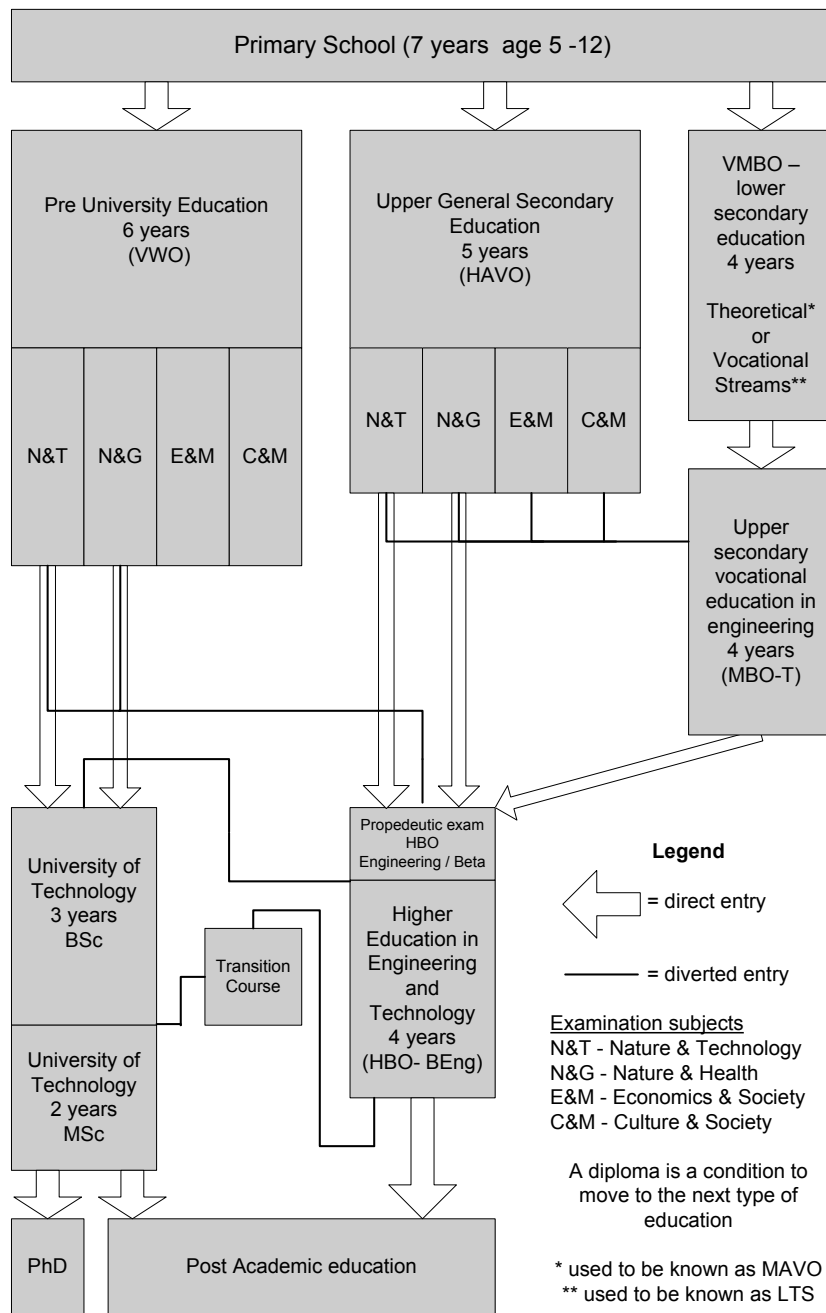 Primary School (7 years  age 5 -12)
Pre University Education
6 years
(VWO)
N&T
N&G
E&M
C&M
Upper General Secondary
Education
5 years
(HAVO)
N&T
N&G
E&M
C&M
VMBO –
lower
secondary
education
4 years
Theoretical*
or
Vocational
Streams**
Upper
secondary
vocational
education in
engineering
4 years
(MBO-T)
University of
Technology
3 years
BSc
University of
Technology
2 years
MSc
Transition
Course
Propedeutic exam
HBO
Engineering / Beta
Higher
Education in
Engineering
and
Technology
4 years
(HBO- BEng)
PhD
Post Academic education
Legend
= direct entry
= diverted entry
Examination subjects
N&T - Nature & Technology
N&G - Nature & Health
E&M - Economics & Society
C&M - Culture & Society
A diploma is a condition to
move to the next type of
education
* used to be known as MAVO
** used to be known as LTS